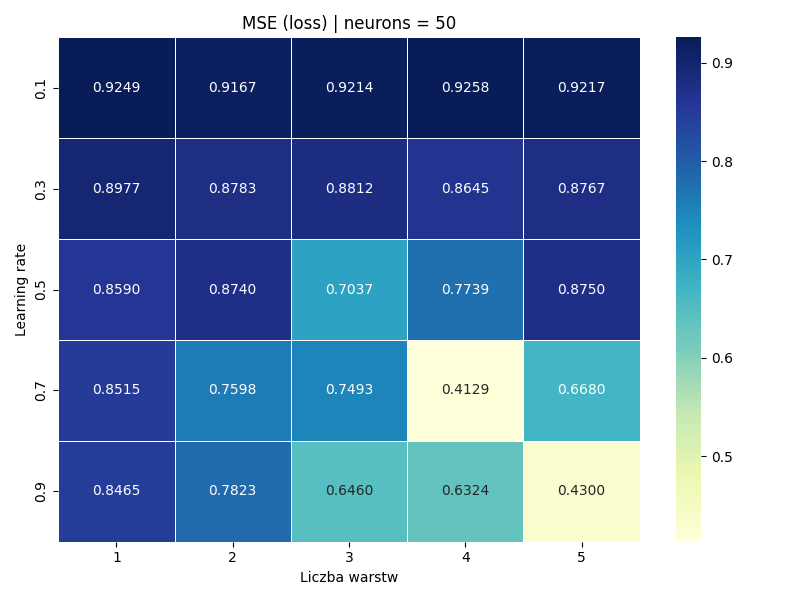 MSE (loss) | neurons = 50
Learning rate
0.1 0.9249 0.9167 0.9214 0.9258 0.9217
0.3 0.8977 0.8783 0.8812 0.8645 0.8767
0.5 0.8590 0.8740 0.7037 0.7739 0.8750
0.7 0.8515 0.7598 0.7493 0.4129 0.6680
0.9 0.8465 0.7823 0.6460 0.6324 0.4300
1 2 3 4 5
Liczba warstw
0.9
0.8
0.7
0.6
0.5